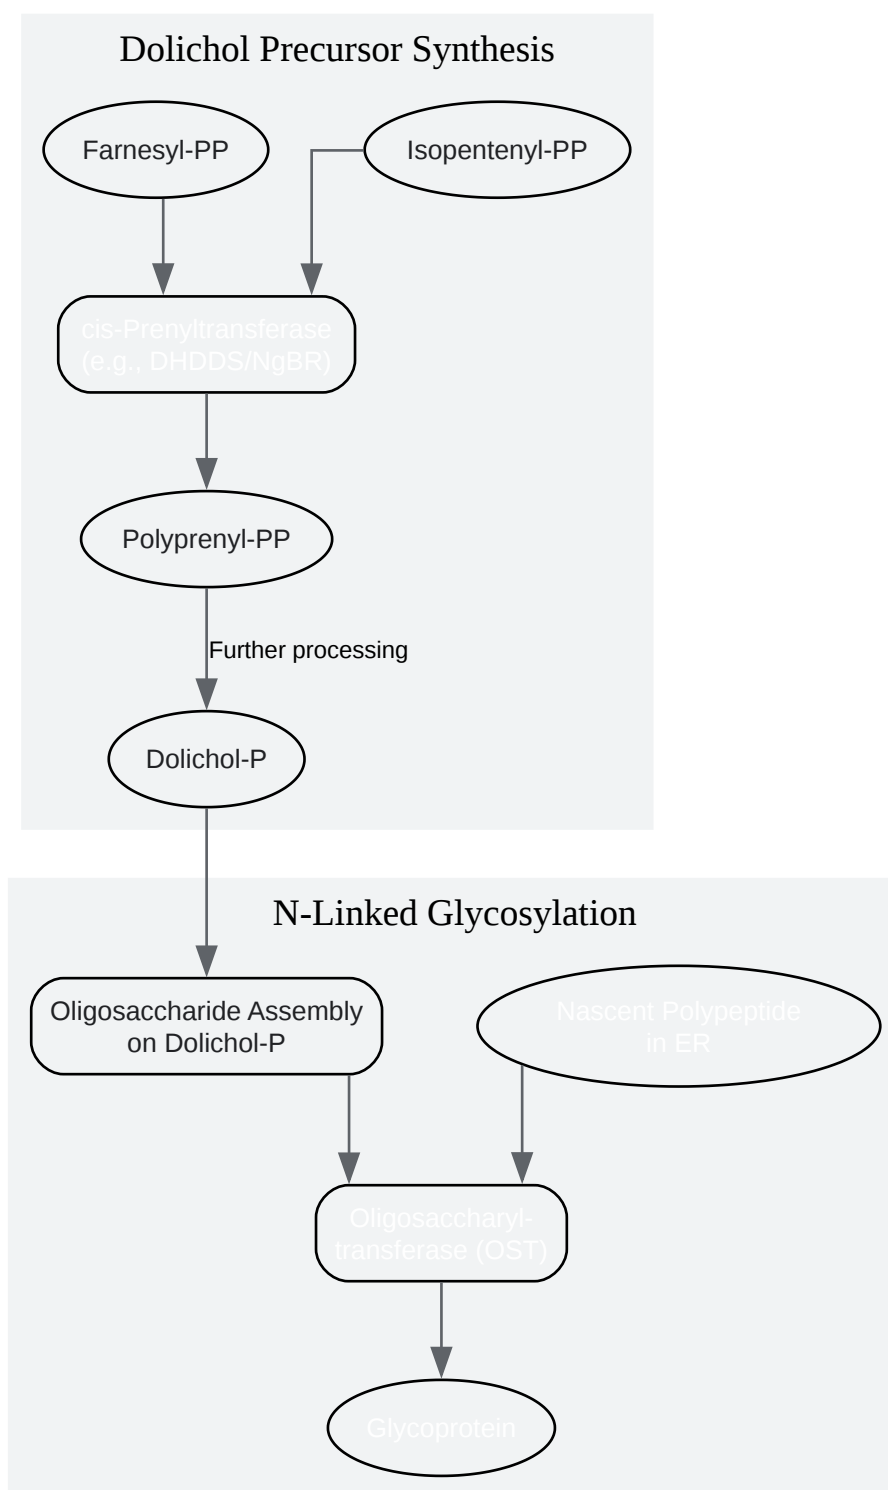 Dolichol Precursor Synthesis
Farnesyl-PP
Isopentenyl-PP
cis-Prenyltransferase
(e.g., DHDDS/NgBR)
Polyprenyl-PP
Further processing
Dolichol-P
N-Linked Glycosylation
Oligosaccharide Assembly
on Dolichol-P
Nascent Polypeptide
in ER
Oligosaccharyl-
transferase (OST)
Glycoprotein